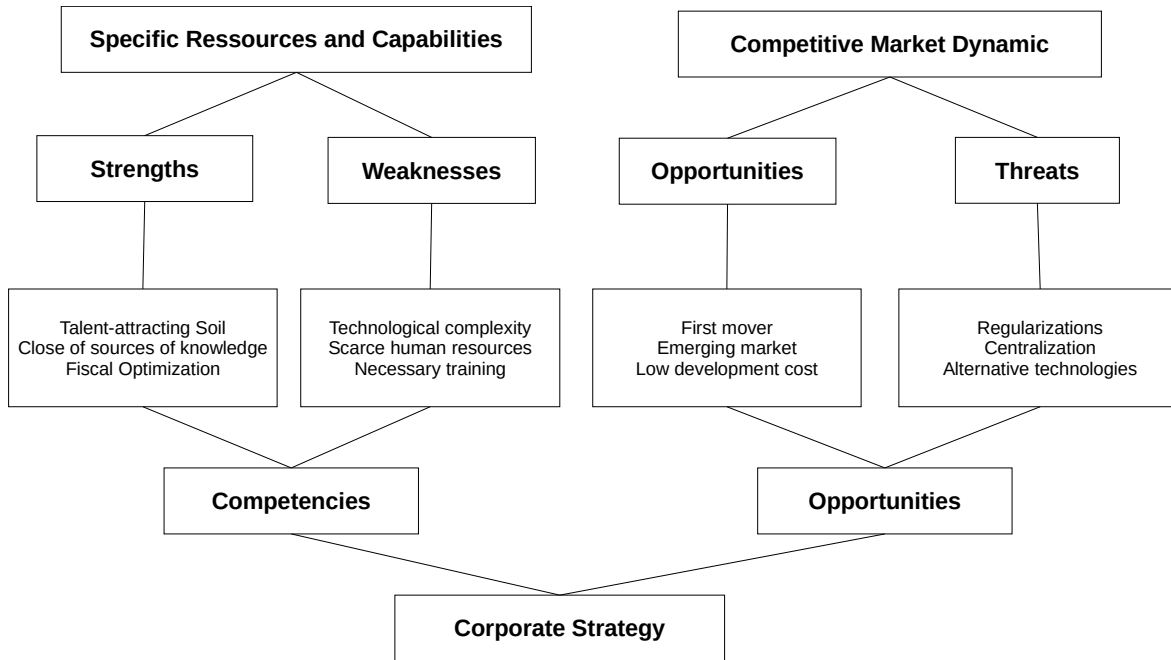 Specific Ressources and Capabilities
Competitive Market Dynamic
Strengths
Weaknesses
Opportunities
Threats
Talent-attracting Soil
Close of sources of knowledge
Fiscal Optimization
Technological complexity
Scarce human resources
Necessary training
First mover
Emerging market
Low development cost
Regularizations
Centralization
Alternative technologies
Competencies
Opportunities
Corporate Strategy